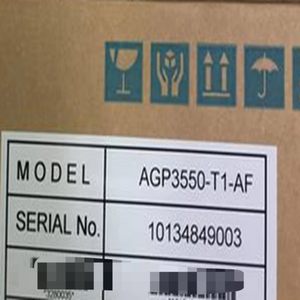 MODEL AGP3550-T1-AF
SERIAL No. 10134849003